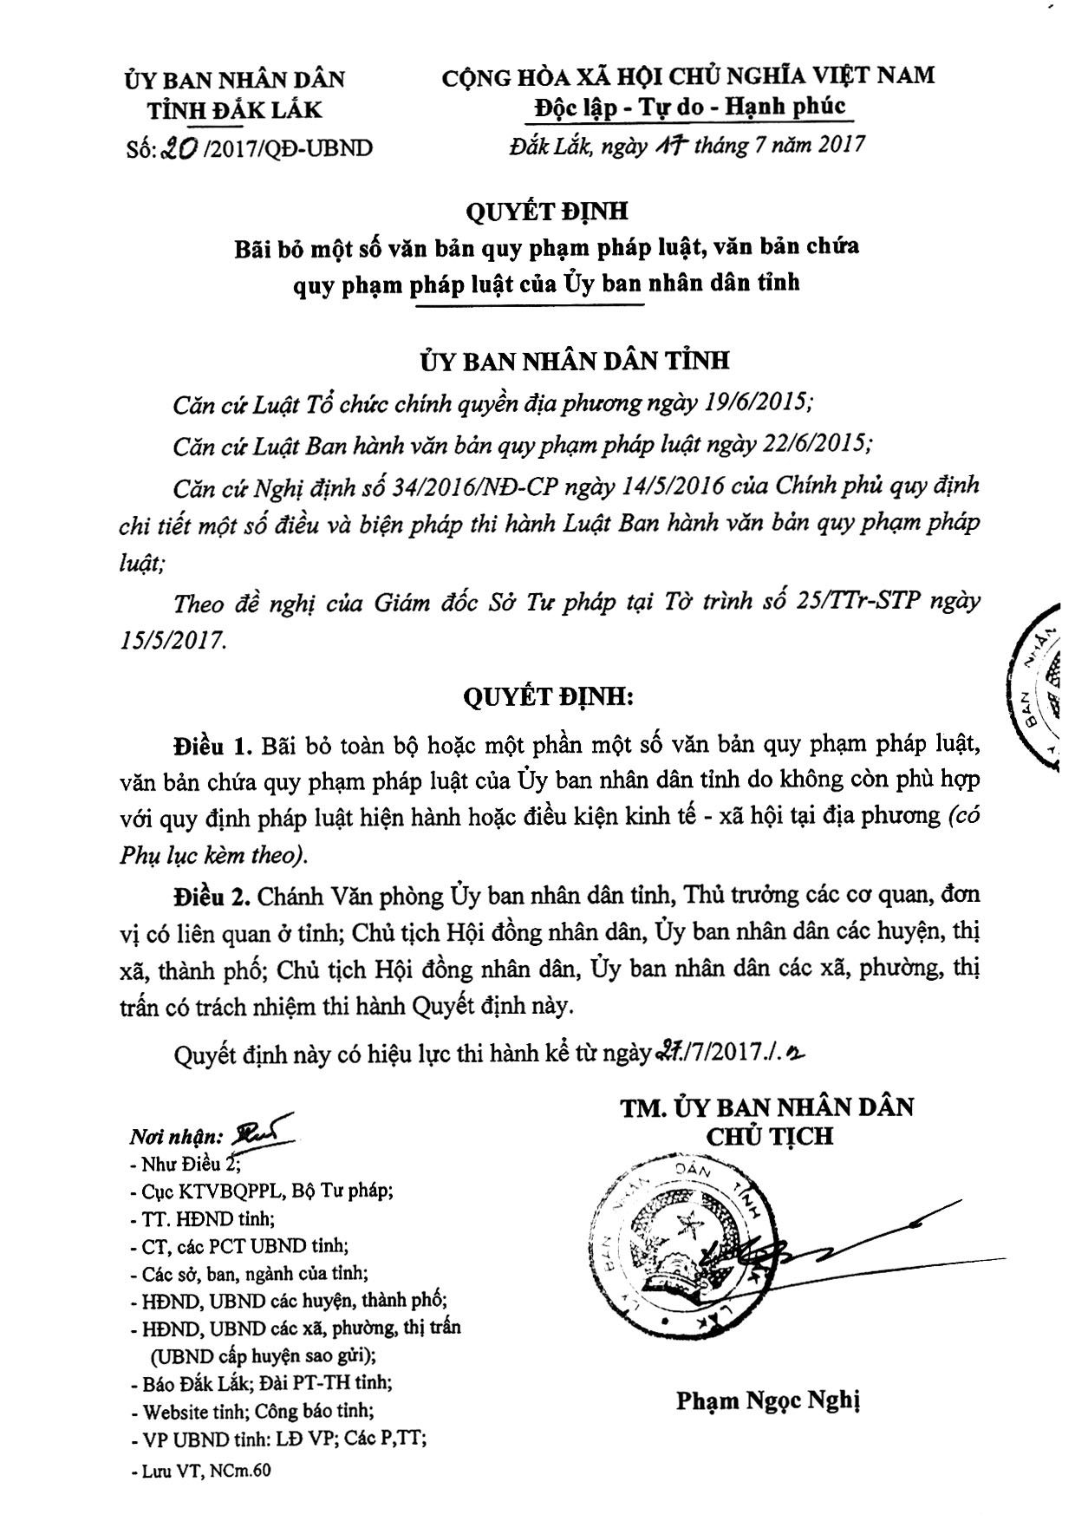 ỦY BAN NHÂN DÂN
TỈNH ĐẮK LẮK
Số: 20 /2017/QĐ-UBND
CỘNG HÒA XÃ HỘI CHỦ NGHĨA VIỆT NAM
Độc lập - Tự do - Hạnh phúc
Đắk Lắk, ngày 17 tháng 7 năm 2017
QUYẾT ĐỊNH
Bãi bỏ một số văn bản quy phạm pháp luật, văn bản chứa
quy phạm pháp luật của Ủy ban nhân dân tỉnh
ỦY BAN NHÂN DÂN TỈNH
Căn cứ Luật Tổ chức chính quyền địa phương ngày 19/6/2015;
Căn cứ Luật Ban hành văn bản quy phạm pháp luật ngày 22/6/2015;
Căn cứ Nghị định số 34/2016/NĐ-CP ngày 14/5/2016 của Chính phủ quy định
chi tiết một số điều và biện pháp thi hành Luật Ban hành văn bản quy phạm pháp
luật;
Theo đề nghị của Giám đốc Sở Tư pháp tại Tờ trình số 25/TTr-STP ngày
15/5/2017.
BAN NHÂN
QUYẾT ĐỊNH:
Điều 1. Bãi bỏ toàn bộ hoặc một phần một số văn bản quy phạm pháp luật,
văn bản chứa quy phạm pháp luật của Ủy ban nhân dân tỉnh do không còn phù hợp
với quy định pháp luật hiện hành hoặc điều kiện kinh tế - xã hội tại địa phương (có
Phụ lục kèm theo).
Điều 2. Chánh Văn phòng Ủy ban nhân dân tỉnh, Thủ trưởng các cơ quan, đơn
vị có liên quan ở tỉnh; Chủ tịch Hội đồng nhân dân, Ủy ban nhân dân các huyện, thị
xã, thành phố; Chủ tịch Hội đồng nhân dân, Ủy ban nhân dân các xã, phường, thị
trấn có trách nhiệm thi hành Quyết định này.
Quyết định này có hiệu lực thi hành kể từ ngày 27/7/2017./.
Nơi nhận:
- Như Điều 2;
- Cục KTVBQPPL, Bộ Tư pháp;
- TT. HĐND tỉnh;
- CT, các PCT UBND tỉnh;
- Các sở, ban, ngành của tỉnh;
- HĐND, UBND các huyện, thành phố;
- HĐND, UBND các xã, phường, thị trấn
(UBND cấp huyện sao gửi);
- Báo Đắk Lắk; Đài PT-TH tỉnh;
- Website tỉnh; Công báo tỉnh;
- VP UBND tỉnh: LĐ VP; Các P,TT;
- Lưu VT, NCm.60
TM. ỦY BAN NHÂN DÂN
CHỦ TỊCH
ỦY BAN NHÂN DÂN TỈNH ĐẮK LẮK
Phạm Ngọc Nghị